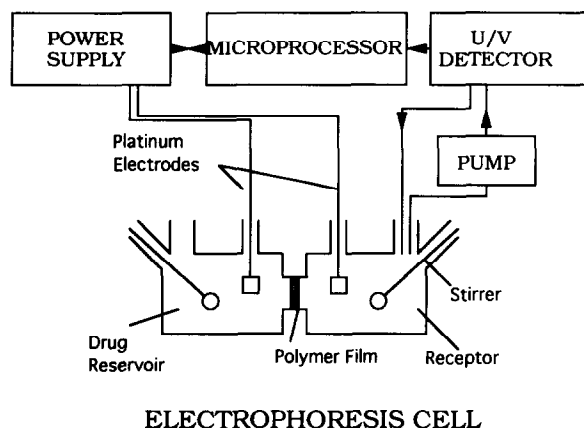 POWER
SUPPLY
MICROPROCESSOR
U/V
DETECTOR
Platinum
Electrodes
PUMP
Stirrer
Drug
Reservoir
Polymer Film
Receptor
ELECTROPHORESIS CELL